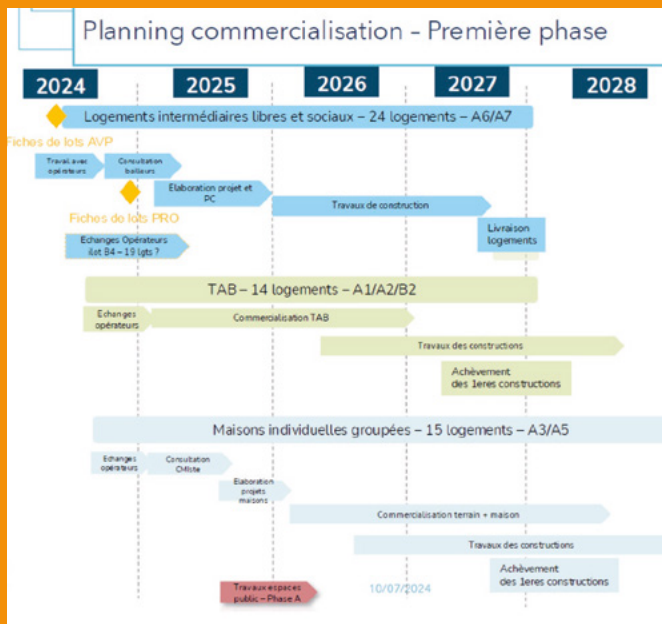 Planning commercialisation – Première phase
2024
2025
2026
2027
2028
Logements intermédiaires libres et sociaux – 24 logements – A6/A7
Fiches de lots AVP
Travail avec
opérateurs
Consultation
bailleurs
Elaboration projet et
PC
Fiches de lots PRO
Travaux de construction
Livraison
logements
Echanges Opérateurs
ilot B4 – 19 lgts ?
TAB – 14 logements – A1/A2/B2
Echanges
opérateurs
Commercialisation TAB
Travaux des constructions
Achèvement
des 1eres constructions
Maisons individuelles groupées – 15 logements – A3/A5
Echanges
opérateurs
Consultation
CMIste
Elaboration
projets
maisons
Commercialisation terrain + maison
Travaux des constructions
Achèvement
des 1eres constructions
Travaux espaces
public – Phase A
10/07/2024